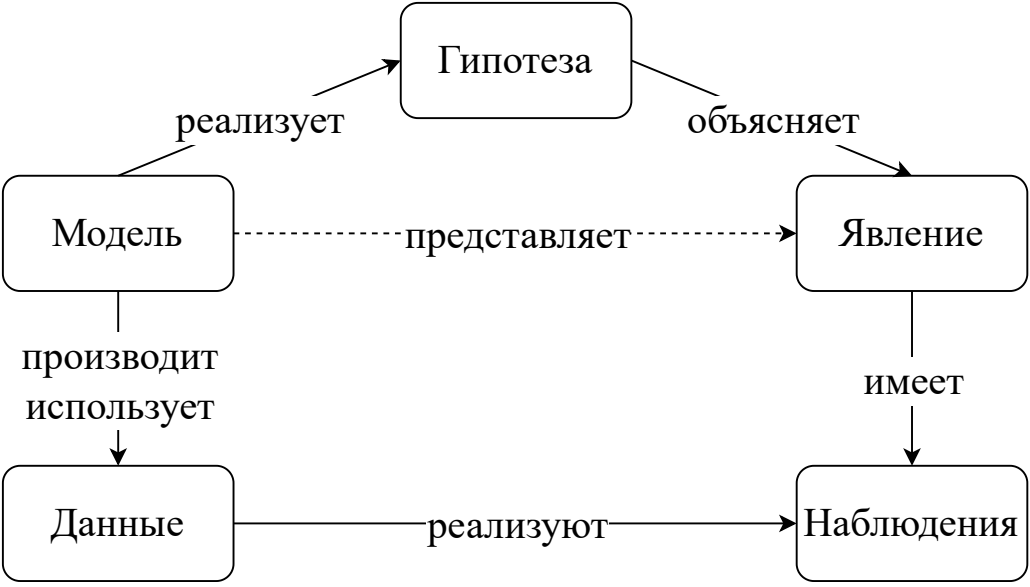 Гипотеза
реализует
объясняет
Модель
представляет
Явление
производит
использует
имеет
Данные
реализуют
Наблюдения